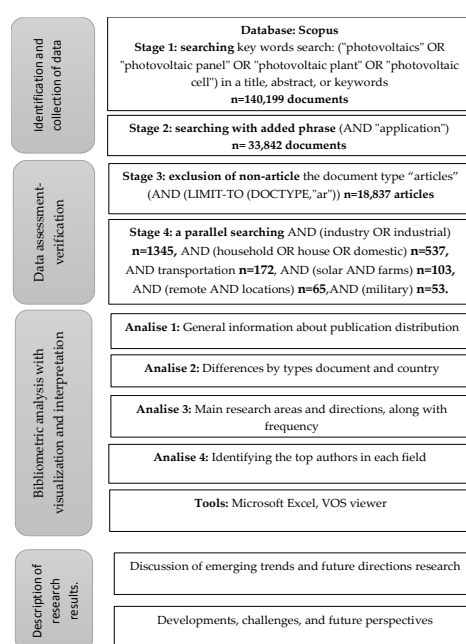 Identification and
collection of data
Database: Scopus
Stage 1: searching key words search: ("photovoltaics" OR
"photovoltaic panel" OR "photovoltaic plant" OR "photovoltaic
cell") in a title, abstract, or keywords
n=140,199 documents
Stage 2: searching with added phrase (AND "application")
n= 33,842 documents
Data assessment-
verification
Stage 3: exclusion of non-article the document type "articles"
(AND (LIMIT-TO (DOCTYPE,"ar")) n=18,837 articles
Stage 4: a parallel searching AND (industry OR industrial)
n=1345, AND (household OR house OR domestic) n=537,
AND transportation n=172, AND (solar AND farms) n=103,
AND (remote AND locations) n=65,AND (military) n=53.
Bibliometric analysis with
visualization and interpretation
Analise 1: General information about publication distribution
Analise 2: Differences by types document and country
Analise 3: Main research areas and directions, along with
frequency
Analise 4: Identifying the top authors in each field
Tools: Microsoft Excel, VOS viewer
Description of
research
results.
Discussion of emerging trends and future directions research
Developments, challenges, and future perspectives